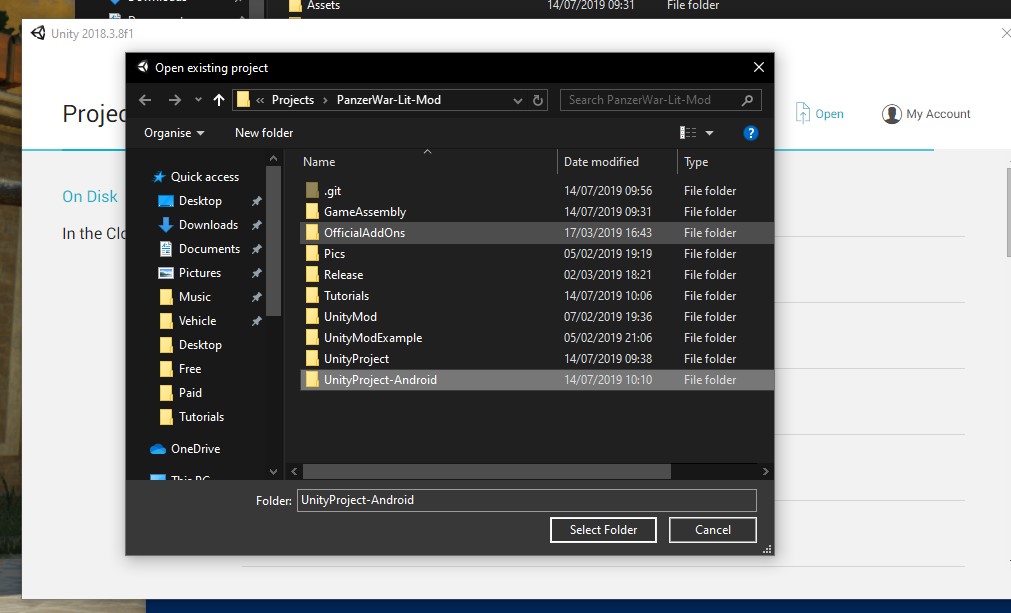 Assets 14/07/2019 09:31 File folder
Unity 2018.3.8f1
Open existing project
Projects PanzerWar-Lit-Mod Search PanzerWar-Lit-Mod
Open My Account
Organise New folder
Name Date modified Type
Quick access
Desktop
Downloads
Documents
Pictures
Music
Vehicle
Desktop
Free
Paid
Tutorials
OneDrive
This PC
On Disk
.git 14/07/2019 09:56 File folder
GameAssembly 14/07/2019 09:31 File folder
OfficialAddOns 17/03/2019 16:43 File folder
Pics 05/02/2019 19:19 File folder
Release 02/03/2019 18:21 File folder
Tutorials 14/07/2019 10:06 File folder
UnityMod 07/02/2019 19:36 File folder
UnityModExample 05/02/2019 21:06 File folder
UnityProject 14/07/2019 09:38 File folder
UnityProject-Android 14/07/2019 10:10 File folder
In the Clo
Folder: UnityProject-Android
Select Folder Cancel